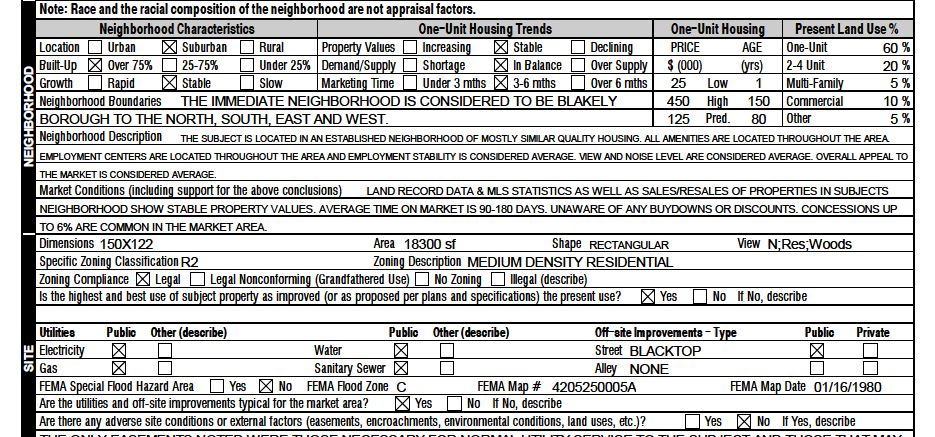 Note: Race and the racial composition of the neighborhood are not appraisal factors.
Neighborhood Characteristics One-Unit Housing Trends One-Unit Housing Present Land Use %
Location Urban ☒ Suburban Rural Property Values Increasing ☒ Stable Declining PRICE AGE One-Unit 60 %
Built-Up ☒ Over 75% 25-75% Under 25% Demand/Supply Shortage ☒ In Balance Over Supply $ (000) (yrs) 2-4 Unit 20 %
Growth Rapid ☒ Stable Slow Marketing Time Under 3 mths ☒ 3-6 mths Over 6 mths 25 Low 1 Multi-Family 5 %
Neighborhood Boundaries THE IMMEDIATE NEIGHBORHOOD IS CONSIDERED TO BE BLAKELY 450 High 150 Commercial 10 %
BOROUGH TO THE NORTH, SOUTH, EAST AND WEST. 125 Pred. 80 Other 5 %
NEIGHBORHOOD
Neighborhood Description THE SUBJECT IS LOCATED IN AN ESTABLISHED NEIGHBORHOOD OF MOSTLY SIMILAR QUALITY HOUSING. ALL AMENITIES ARE LOCATED THROUGHOUT THE AREA.
EMPLOYMENT CENTERS ARE LOCATED THROUGHOUT THE AREA AND EMPLOYMENT STABILITY IS CONSIDERED AVERAGE. VIEW AND NOISE LEVEL ARE CONSIDERED AVERAGE. OVERALL APPEAL TO
THE MARKET IS CONSIDERED AVERAGE.
Market Conditions (including support for the above conclusions) LAND RECORD DATA & MLS STATISTICS AS WELL AS SALES/RESALES OF PROPERTIES IN SUBJECTS
NEIGHBORHOOD SHOW STABLE PROPERTY VALUES. AVERAGE TIME ON MARKET IS 90-180 DAYS. UNAWARE OF ANY BUYDOWNS OR DISCOUNTS. CONCESSIONS UP
TO 6% ARE COMMON IN THE MARKET AREA.
Dimensions 150X122 Area 18300 sf Shape RECTANGULAR View N;Res;Woods
Specific Zoning Classification R2 Zoning Description MEDIUM DENSITY RESIDENTIAL
Zoning Compliance ☒ Legal Legal Nonconforming (Grandfathered Use) No Zoning Illegal (describe)
Is the highest and best use of subject property as improved (or as proposed per plans and specifications) the present use? ☒ Yes No If No, describe
Utilities Public Other (describe) Public Other (describe) Off-site Improvements - Type Public Private
SITE
Electricity ☒ Water ☒ Street BLACKTOP ☒
Gas ☒ Sanitary Sewer ☒ Alley NONE
FEMA Special Flood Hazard Area Yes ☒ No FEMA Flood Zone C FEMA Map # 4205250005A FEMA Map Date 01/16/1980
Are the utilities and off-site improvements typical for the market area? ☒ Yes No If No, describe
Are there any adverse site conditions or external factors (easements, encroachments, environmental conditions, land uses, etc.)? Yes ☒ No If Yes, describe
THE ONLY EASEMENTS NOTED WERE THOSE NECESSARY FOR NORMAL UTILITY SERVICE TO THE SUBJECT AND THOSE THAT MAY